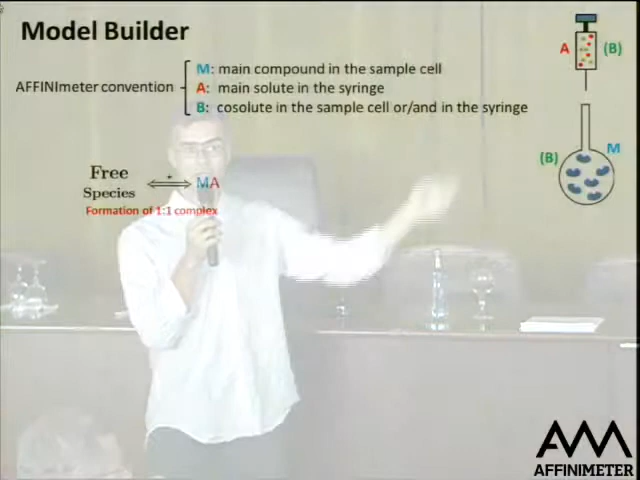 Model Builder
AFFINImeter convention
M: main compound in the sample cell
A: main solute in the syringe
B: cosolute in the sample cell or/and in the syringe
A
(B)
(B)
M
Free
Species
MA
Formation of 1:1 complex
AFFINIMETER